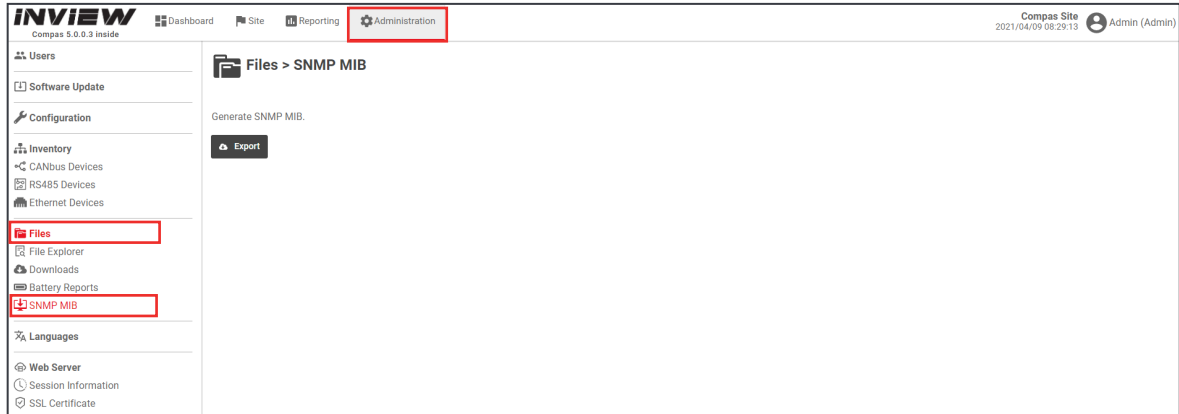 INVIEW
Compas 5.0.0.3 inside
Dashboard
Site
Reporting
Administration
Compas Site
2021/04/09 08:29:13
Admin (Admin)
Users
Software Update
Configuration
Inventory
CANbus Devices
RS485 Devices
Ethernet Devices
Files
File Explorer
Downloads
Battery Reports
SNMP MIB
Languages
Web Server
Session Information
SSL Certificate
Files > SNMP MIB
Generate SNMP MIB.
Export